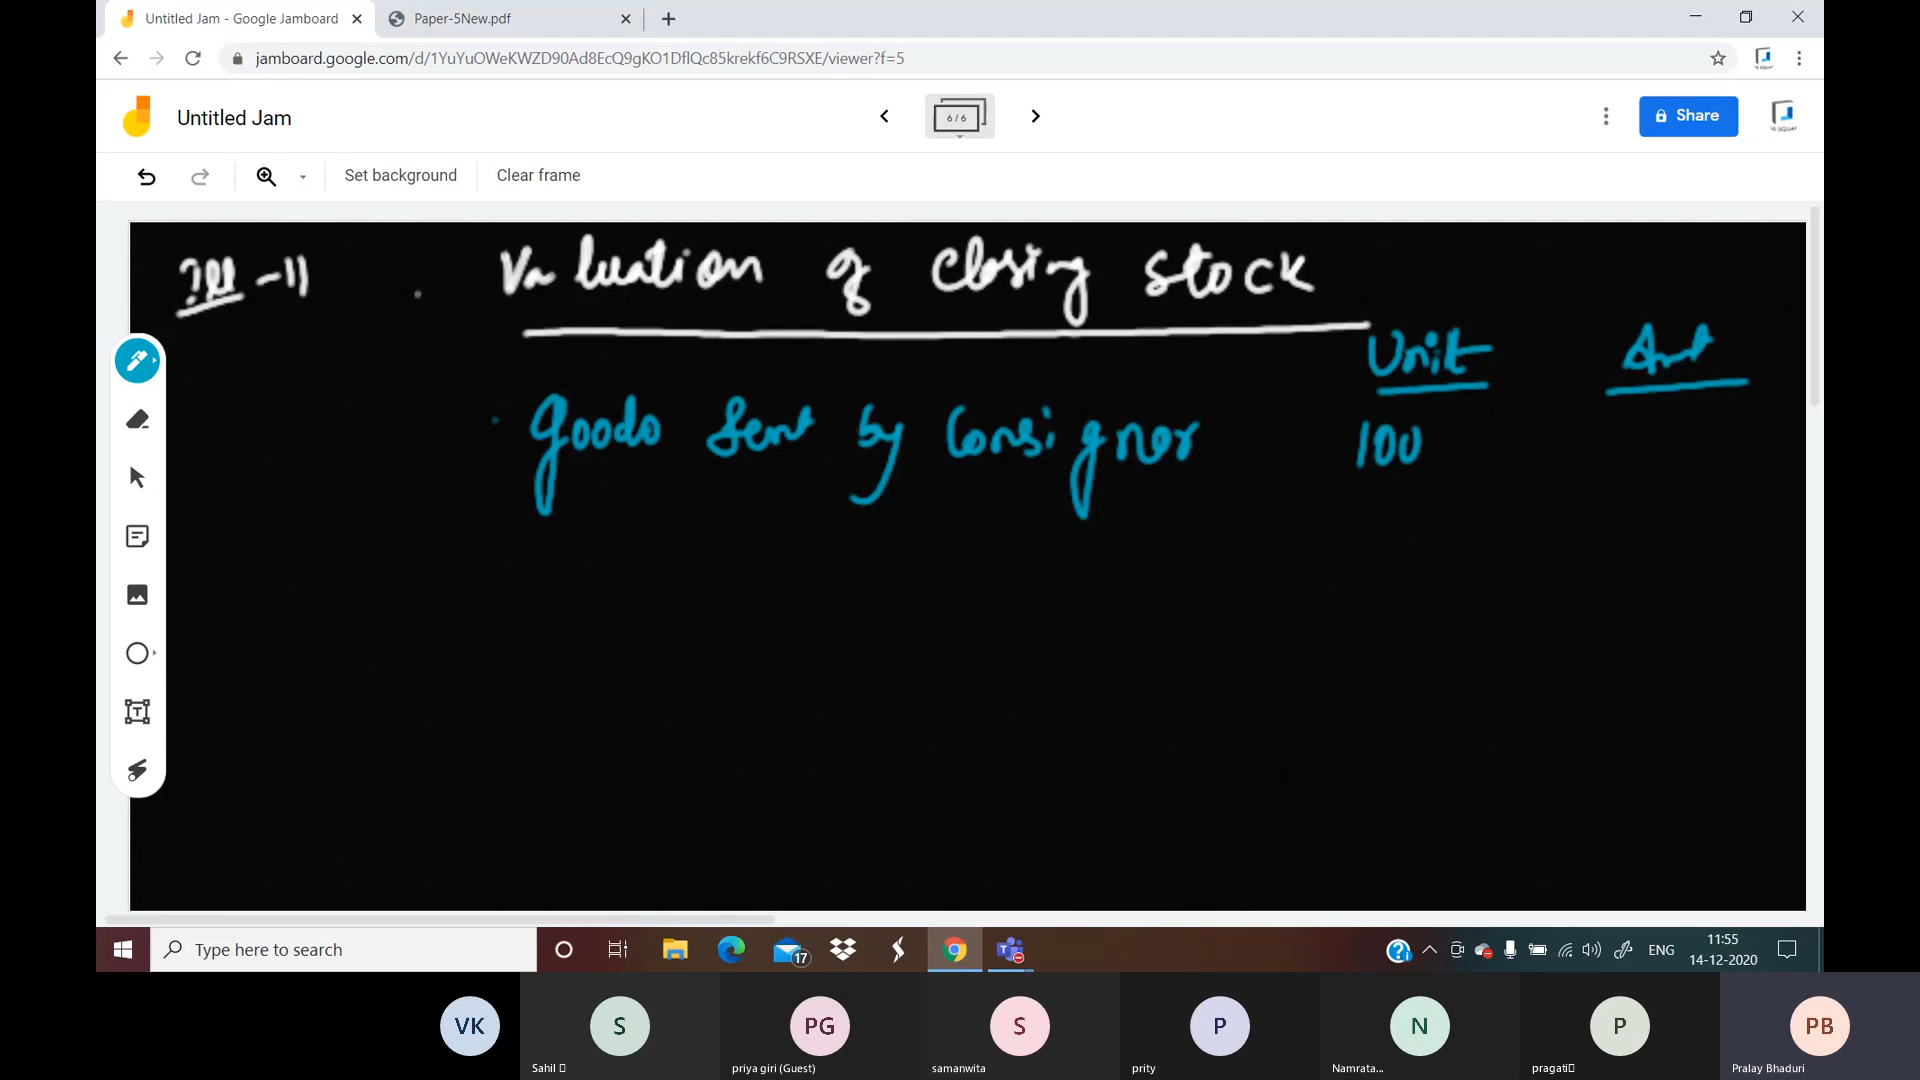 Untitled Jam - Google Jamboard
Paper-5New.pdf
jamboard.google.com/d/1YuYuOWeKWZD90Ad8EcQ9gKO1DflQc85krekf6C9RSXE/viewer?f=5
Untitled Jam
6 / 6
Share
Set background
Clear frame
Ill - 11 Valuation of Closing Stock
Unit Amt
Goods Sent by Consigner 100
Type here to search
17
ENG
11:55
14-12-2020
VK
S
PG
S
P
N
P
PB
Sahil
priya giri (Guest)
samanwita
prity
Namrata...
pragati
Pralay Bhaduri